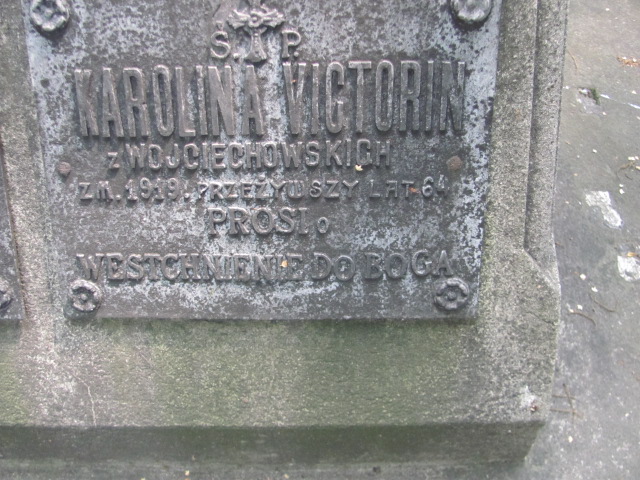 Ś. † P.
KAROLINA VICTORIN
z WOJCIECHOWSKICH
ZM. 1919. PRZEŻYWSZY LAT 64
PROSI o
WESTCHNIENIE DO BOGA